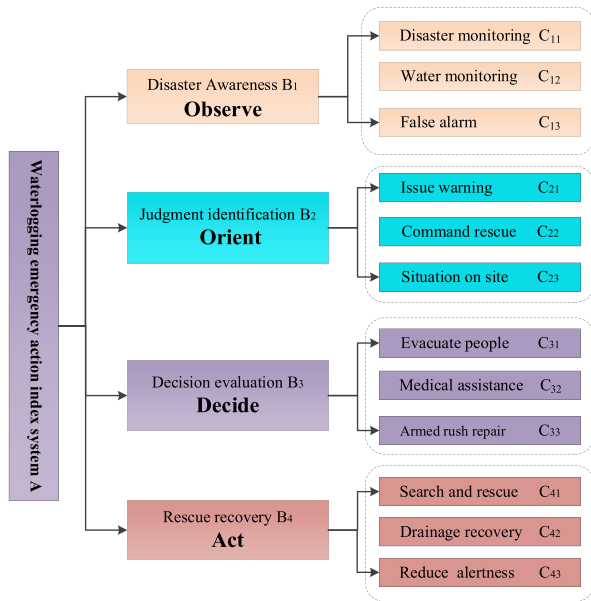 Waterlogging emergency action index system A
Disaster Awareness B₁
Observe
Disaster monitoring C₁₁
Water monitoring C₁₂
False alarm C₁₃
Judgment identification B₂
Orient
Issue warning C₂₁
Command rescue C₂₂
Situation on site C₂₃
Decision evaluation B₃
Decide
Evacuate people C₃₁
Medical assistance C₃₂
Armed rush repair C₃₃
Rescue recovery B₄
Act
Search and rescue C₄₁
Drainage recovery C₄₂
Reduce alertness C₄₃